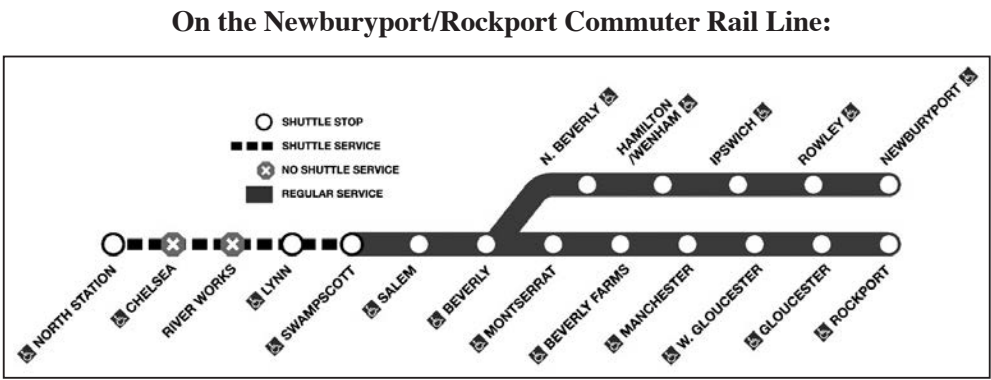 On the Newburyport/Rockport Commuter Rail Line:
SHUTTLE STOP
SHUTTLE SERVICE
NO SHUTTLE SERVICE
REGULAR SERVICE
N. BEVERLY
HAMILTON
/WENHAM
IPSWICH
ROWLEY
NEWBURYPORT
NORTH STATION
CHELSEA
RIVER WORKS
LYNN
SWAMPSCOTT
SALEM
BEVERLY
MONTSERRAT
BEVERLY FARMS
MANCHESTER
W. GLOUCESTER
GLOUCESTER
ROCKPORT